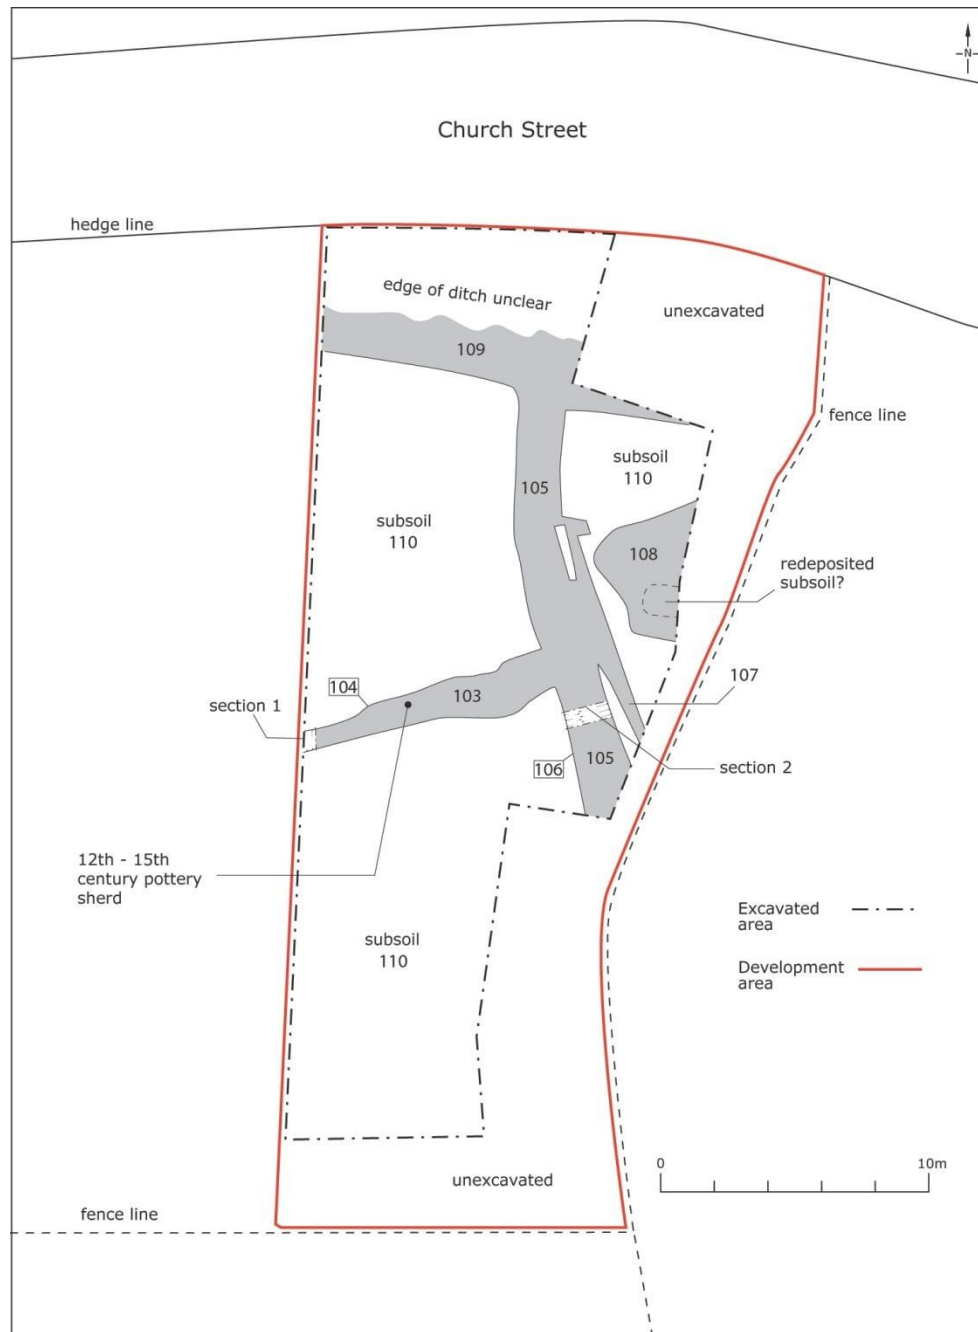 N
Church Street
hedge line
edge of ditch unclear
unexcavated
109
fence line
subsoil
110
105
subsoil
110
108
redeposited
subsoil?
104
103
107
section 1
105
106
section 2
12th - 15th
century pottery
sherd
Excavated
area
subsoil
110
Development
area
0
10m
unexcavated
fence line